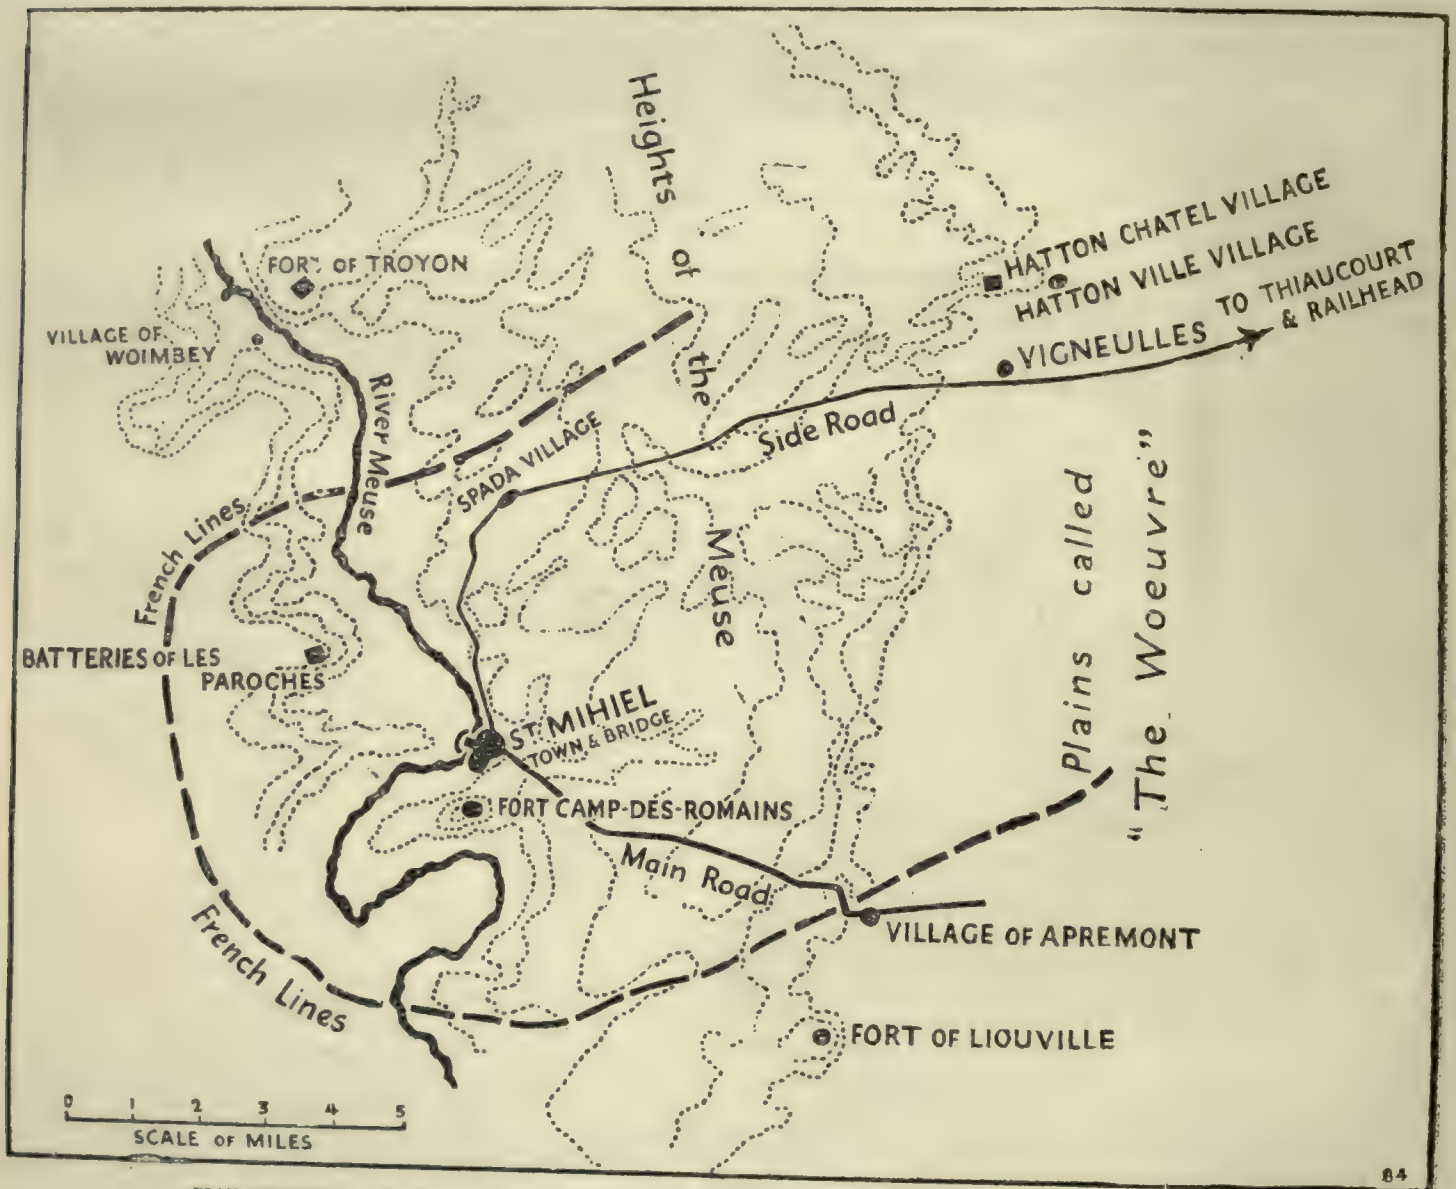 Heights of the Meuse
HATTON CHATEL VILLAGE
HATTON VILLE VILLAGE
TO THIAUCOURT
& RAILHEAD
VIGNEULLES
FORT OF TROYON
VILLAGE OF
WOIMBEY
River Meuse
Side Road
SPADA VILLAGE
French Lines
Plains called
"The Woeuvre"
BATTERIES OF LES
PAROCHES
ST MIHIEL
TOWN & BRIDGE
FORT CAMP-DES-ROMAINS
Main Road
French Lines
VILLAGE OF APREMONT
FORT OF LIOUVILLE
0 1 2 3 4 5
SCALE OF MILES
84